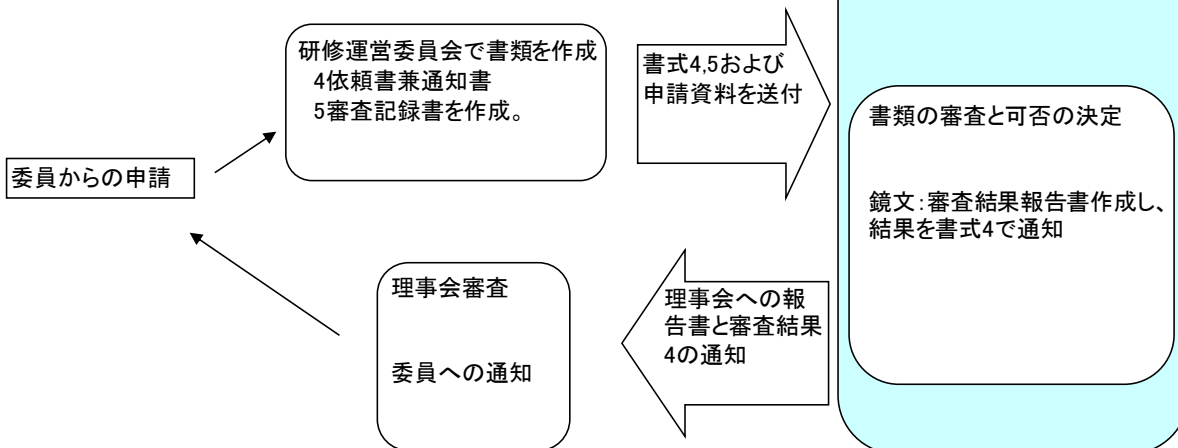 委員からの申請
研修運営委員会で書類を作成
4依頼書兼通知書
5審査記録書を作成。
書式4,5および
申請資料を送付
書類の審査と可否の決定
鏡文：審査結果報告書作成し、
結果を書式4で通知
理事会への報
告書と審査結果
4の通知
理事会審査
委員への通知